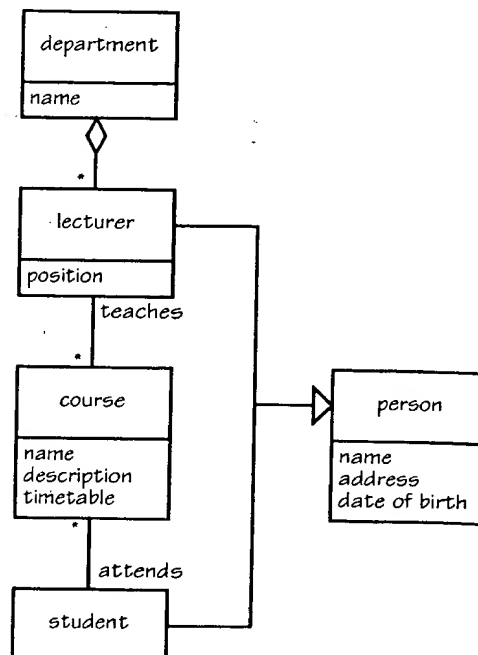 department
name
*
lecturer
position
teaches
*
course
name
description
timetable
*
attends
student
person
name
address
date of birth